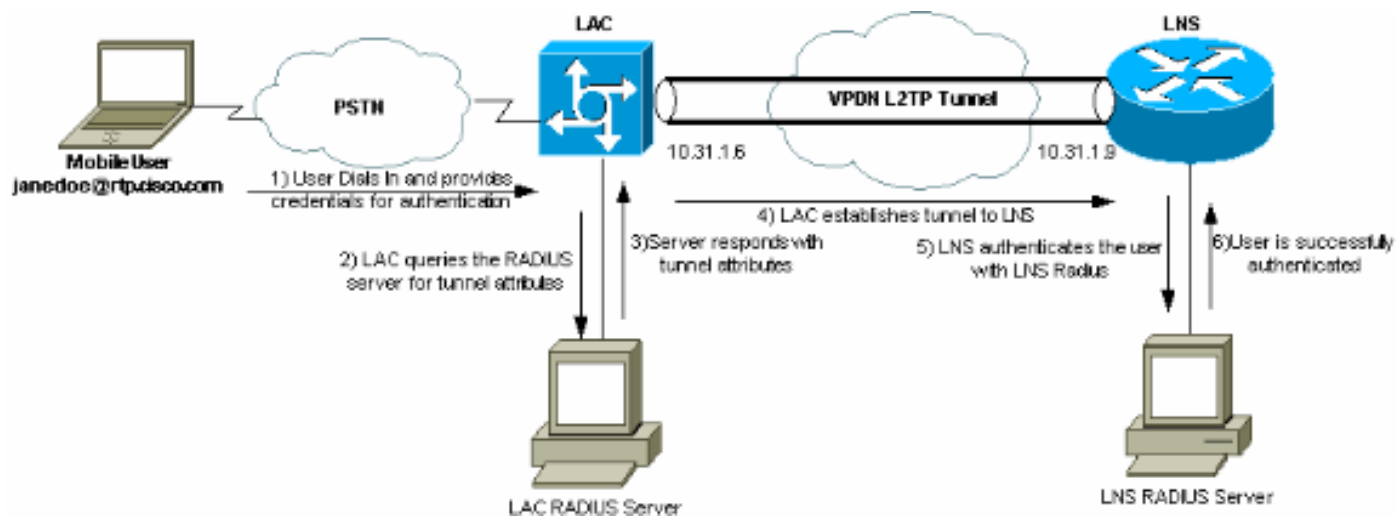 LAC
LNS
PSTN
VPDN L2TP Tunnel
Mobile User
janedoe@rtp.cisco.com
10.31.1.6
10.31.1.9
1) User Dials In and provides
credentials for authentication
2) LAC queries the RADIUS
server for tunnel attributes
3)Server responds with
tunnel attributes
4) LAC establishes tunnel to LNS
5) LNS authenticates the user
with LNS Radius
6)User is successfully
authenticated
LAC RADIUS Server
LNS RADIUS Server